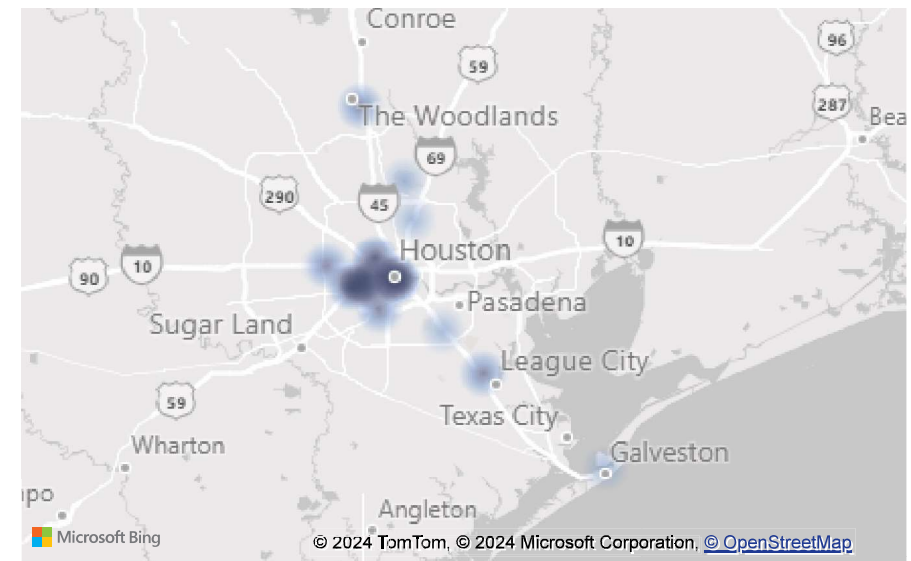 Conroe
96
59
The Woodlands
287
Bea
69
290
45
Houston
10
10
90
Pasadena
Sugar Land
League City
59
Texas City
Wharton
Galveston
apo
Angleton
Microsoft Bing
© 2024 TomTom, © 2024 Microsoft Corporation, © OpenStreetMap